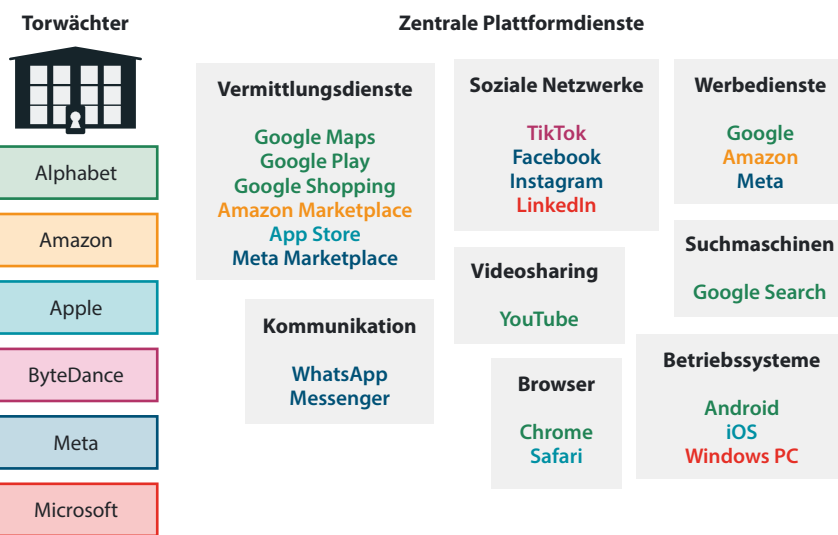 Torwächter
Zentrale Plattformdienste
Alphabet
Amazon
Apple
ByteDance
Meta
Microsoft
Vermittlungsdienste
Google Maps
Google Play
Google Shopping
Amazon Marketplace
App Store
Meta Marketplace
Kommunikation
WhatsApp
Messenger
Soziale Netzwerke
TikTok
Facebook
Instagram
LinkedIn
Videosharing
YouTube
Browser
Chrome
Safari
Werbedienste
Google
Amazon
Meta
Suchmaschinen
Google Search
Betriebssysteme
Android
iOS
Windows PC